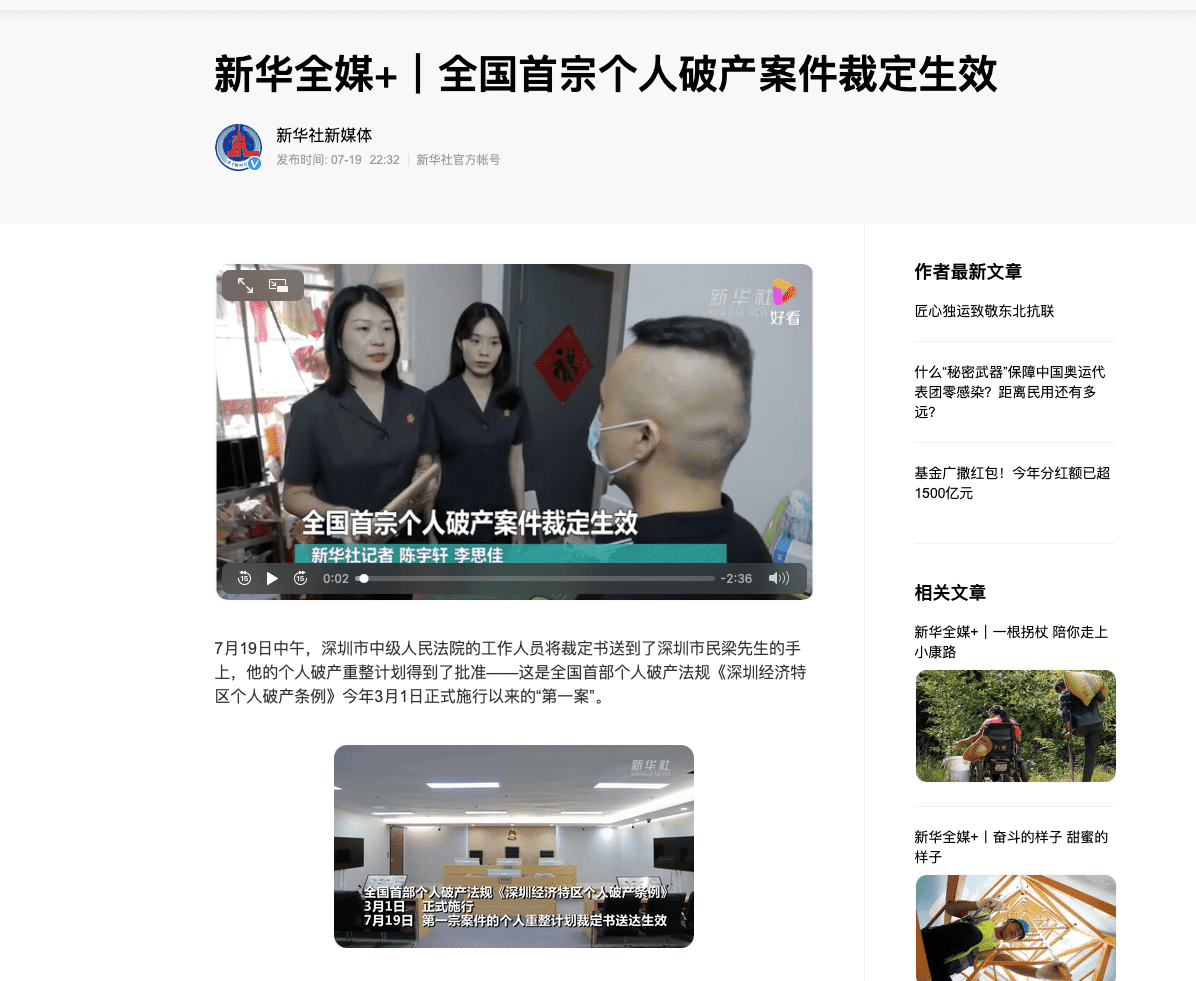 新华全媒+｜全国首宗个人破产案件裁定生效
新华社新媒体
发布时间: 07-19 22:32 新华社官方帐号
新华社
XINHUA NEWS
好看
福
全国首宗个人破产案件裁定生效
新华社记者 陈宇轩 李思佳
15
15
0:02
-2:36
7月19日中午，深圳市中级人民法院的工作人员将裁定书送到了深圳市民梁先生的手
上，他的个人破产重整计划得到了批准——这是全国首部个人破产法规《深圳经济特
区个人破产条例》今年3月1日正式施行以来的“第一案”。
新华社
XINHUA NEWS
全国首部个人破产法规《深圳经济特区个人破产条例》
3月1日 正式施行
7月19日 第一宗案件的个人重整计划裁定书送达生效
作者最新文章
匠心独运致敬东北抗联
什么“秘密武器”保障中国奥运代
表团零感染？距离民用还有多
远？
基金广撒红包！今年分红额已超
1500亿元
相关文章
新华全媒+｜一根拐杖 陪你走上
小康路
新华全媒+丨奋斗的样子 甜蜜的
样子